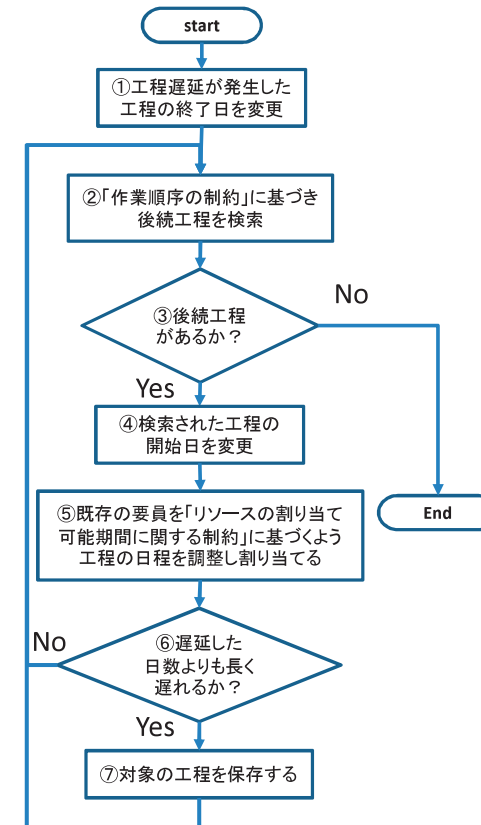 start
①工程遅延が発生した
工程の終了日を変更
②「作業順序の制約」に基づき
後続工程を検索
③後続工程
があるか？
No
Yes
④検索された工程の
開始日を変更
⑤既存の要員を「リソースの割り当て
可能期間に関する制約」に基づくよう
工程の日程を調整し割り当てる
End
⑥遅延した
日数よりも長く
遅れるか？
No
Yes
⑦対象の工程を保存する